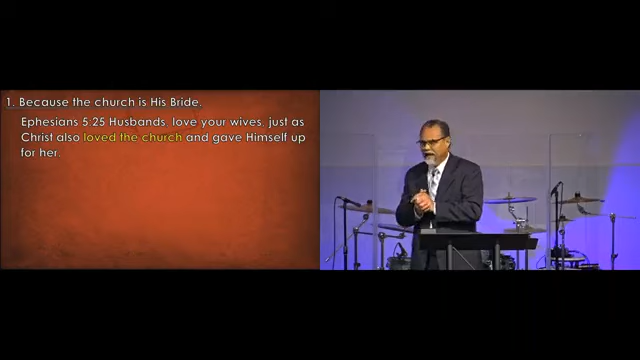 1. Because the church is His Bride.
Ephesians 5:25 Husbands, love your wives, just as
Christ also loved the church and gave Himself up
for her.